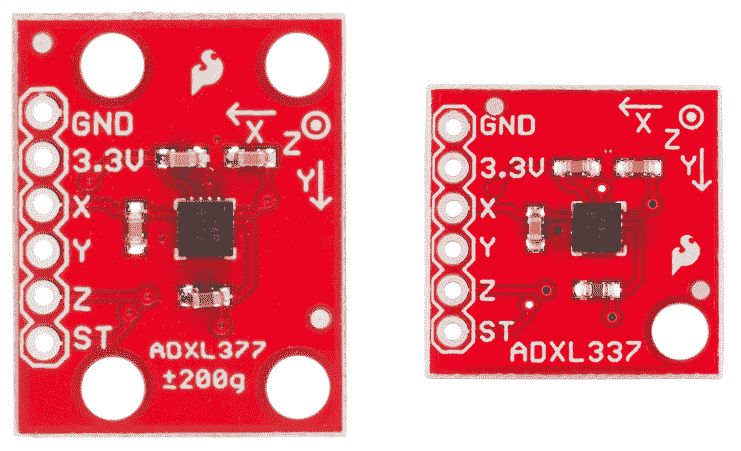 GND
3.3V
X
Y
Z
ST
X
Z
Y
ADXL377
±200g
GND
3.3V
X
Y
Z
ST
X
Z
Y
ADXL337